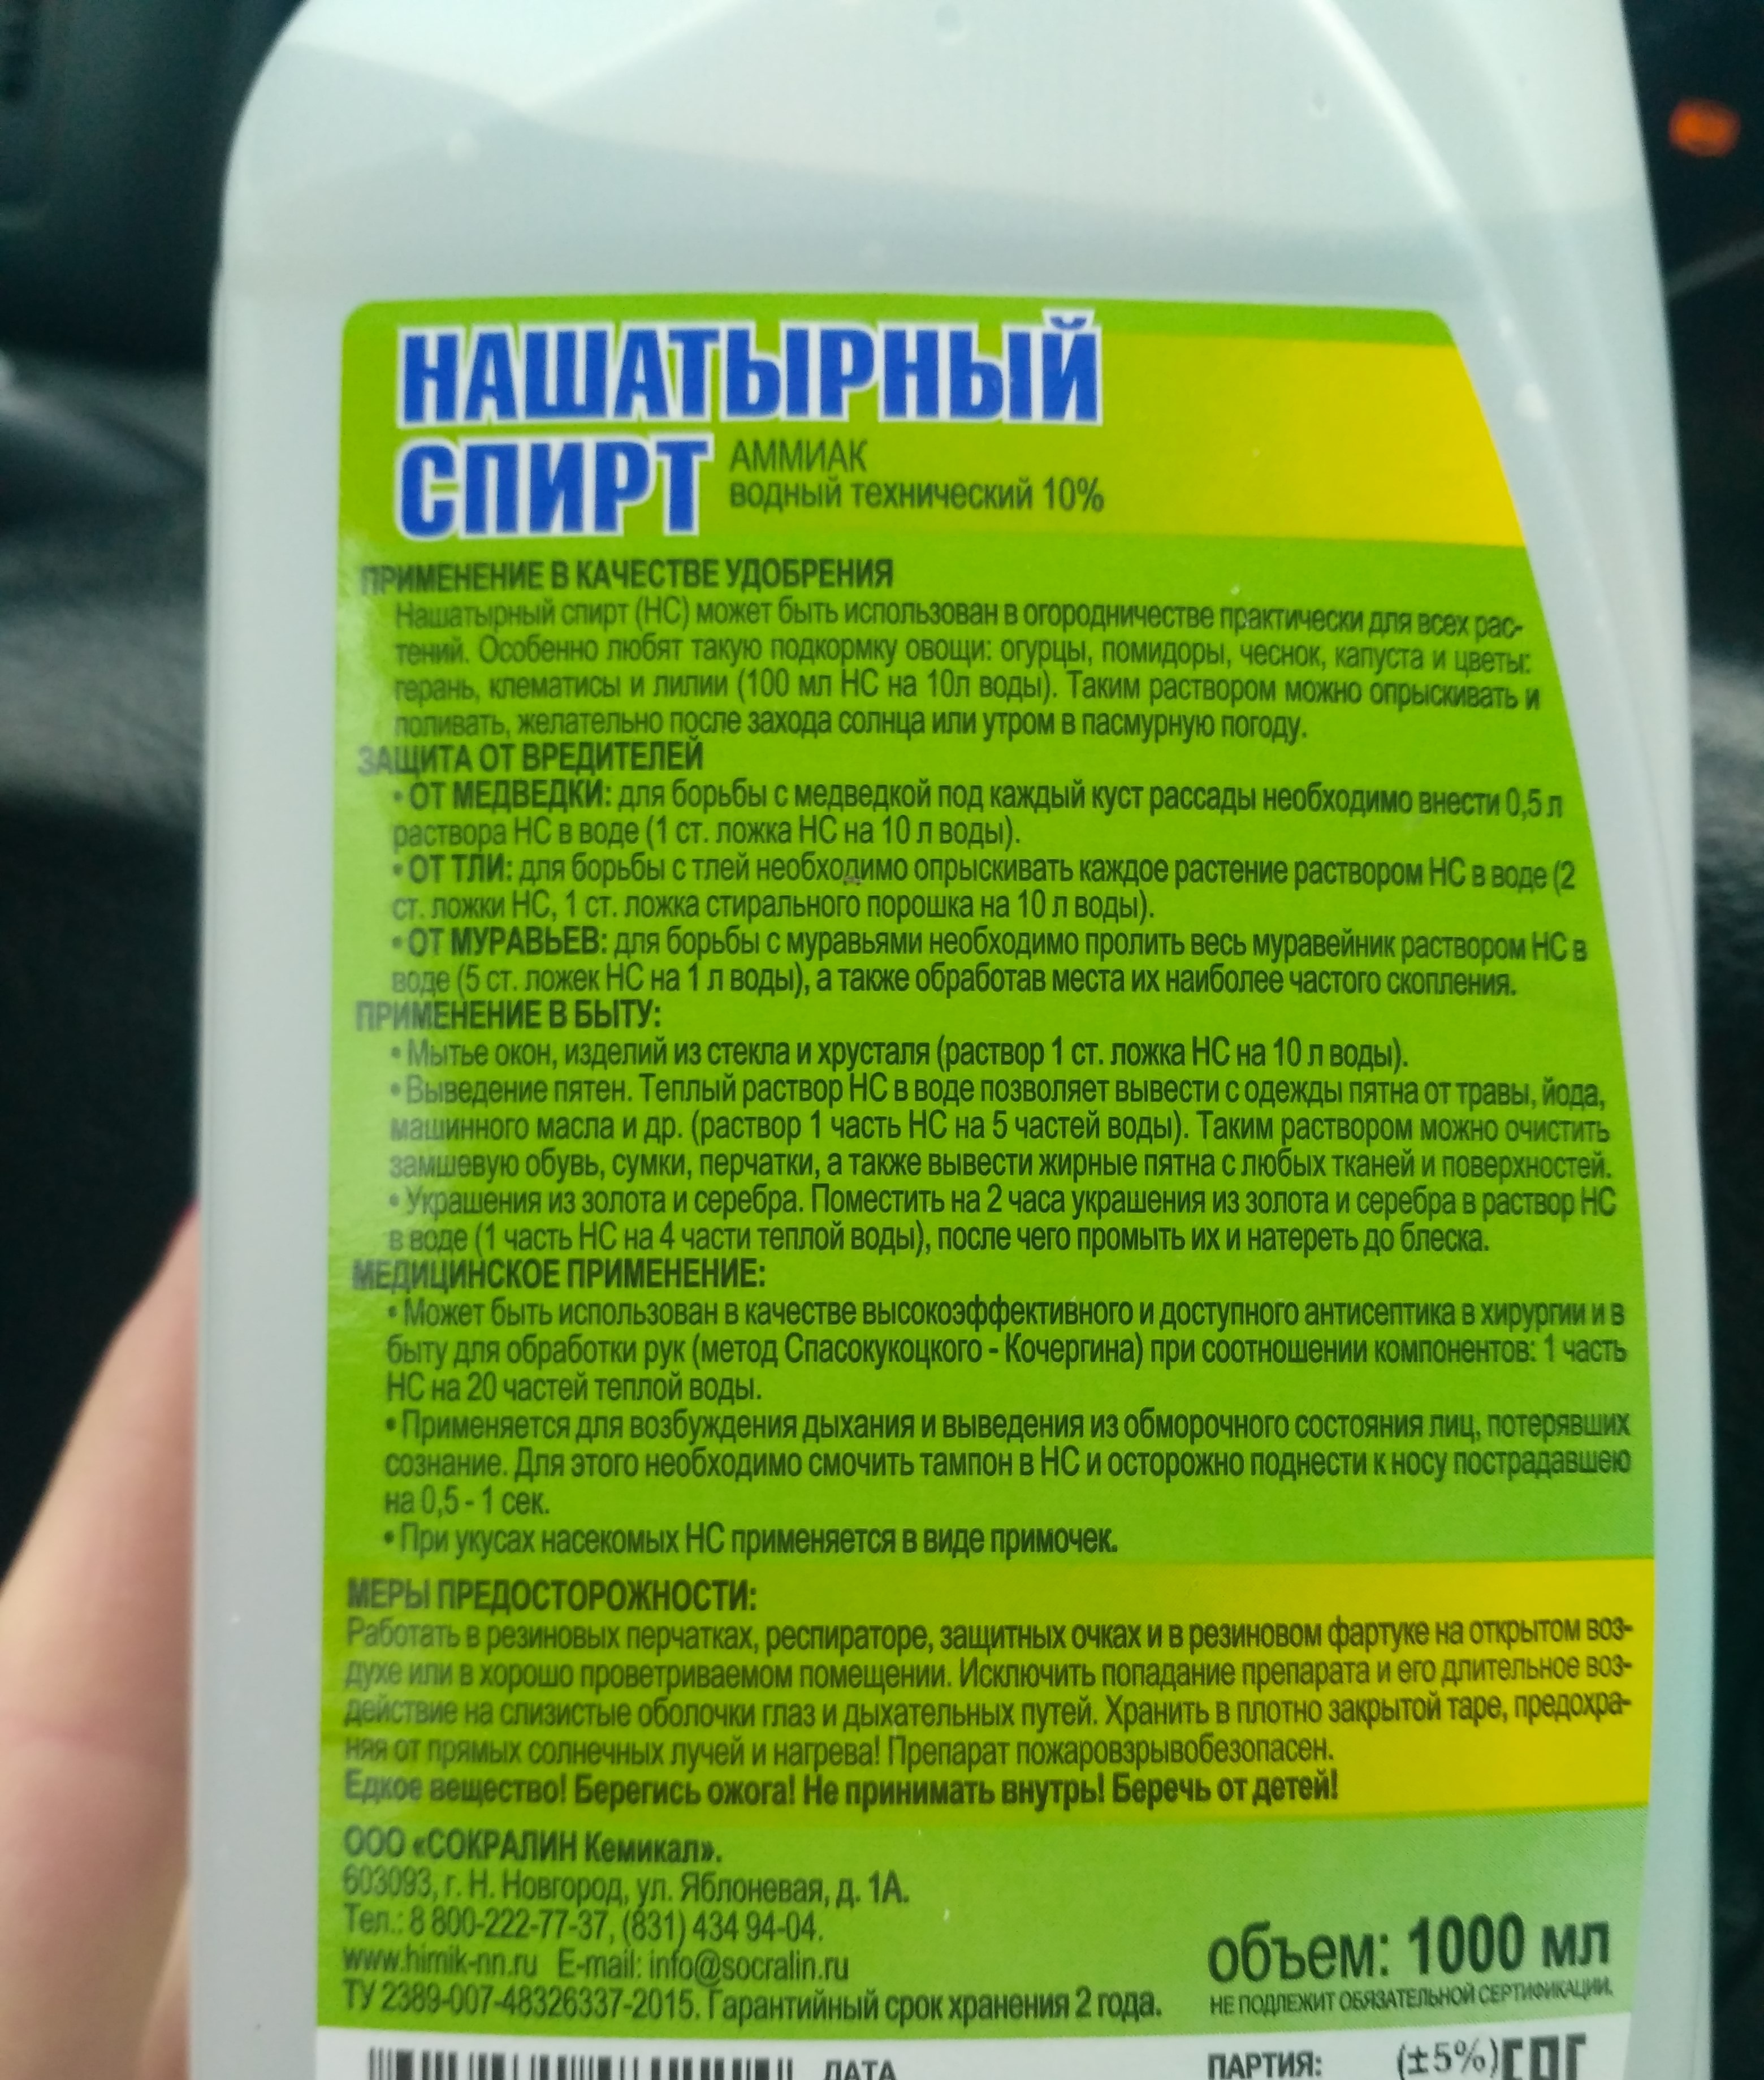 НАШАТЫРНЫЙ
СПИРТ АММИАК
водный технический 10%
ПРИМЕНЕНИЕ В КАЧЕСТВЕ УДОБРЕНИЯ
Нашатырный спирт (НС) может быть использован в огородничестве практически для всех рас-
тений. Особенно любят такую подкормку овощи: огурцы, помидоры, чеснок, капуста и цветы:
герань, клематисы и лилии (100 мл НС на 10л воды). Таким раствором можно опрыскивать и
поливать, желательно после захода солнца или утром в пасмурную погоду.
ЗАЩИТА ОТ ВРЕДИТЕЛЕЙ
• ОТ МЕДВЕДКИ: для борьбы с медведкой под каждый куст рассады необходимо внести 0,5 л
раствора НС в воде (1 ст. ложка НС на 10 л воды).
• ОТ ТЛИ: для борьбы с тлей необходимо опрыскивать каждое растение раствором НС в воде (2
ст. ложки НС, 1 ст. ложка стирального порошка на 10 л воды).
• ОТ МУРАВЬЕВ: для борьбы с муравьями необходимо пролить весь муравейник раствором НС в
воде (5 ст. ложек НС на 1 л воды), а также обработав места их наиболее частого скопления.
ПРИМЕНЕНИЕ В БЫТУ:
• Мытье окон, изделий из стекла и хрусталя (раствор 1 ст. ложка НС на 10 л воды).
• Выведение пятен. Теплый раствор НС в воде позволяет вывести с одежды пятна от травы, йода,
машинного масла и др. (раствор 1 часть НС на 5 частей воды). Таким раствором можно очистить
замшевую обувь, сумки, перчатки, а также вывести жирные пятна с любых тканей и поверхностей.
• Украшения из золота и серебра. Поместить на 2 часа украшения из золота и серебра в раствор НС
в воде (1 часть НС на 4 части теплой воды), после чего промыть их и натереть до блеска.
МЕДИЦИНСКОЕ ПРИМЕНЕНИЕ:
• Может быть использован в качестве высокоэффективного и доступного антисептика в хирургии и в
быту для обработки рук (метод Спасокукоцкого - Кочергина) при соотношении компонентов: 1 часть
НС на 20 частей теплой воды.
• Применяется для возбуждения дыхания и выведения из обморочного состояния лиц, потерявших
сознание. Для этого необходимо смочить тампон в НС и осторожно поднести к носу пострадавшего
на 0,5 - 1 сек.
• При укусах насекомых НС применяется в виде примочек.
МЕРЫ ПРЕДОСТОРОЖНОСТИ:
Работать в резиновых перчатках, респираторе, защитных очках и в резиновом фартуке на открытом воз-
духе или в хорошо проветриваемом помещении. Исключить попадание препарата и его длительное воз-
действие на слизистые оболочки глаз и дыхательных путей. Хранить в плотно закрытой таре, предохра-
няя от прямых солнечных лучей и нагрева! Препарат пожаровзрывобезопасен.
Едкое вещество! Берегись ожога! Не принимать внутрь! Беречь от детей!
ООО «СОКРАЛИН Кемикал».
603093, г. Н. Новгород, ул. Яблоневая, д. 1А.
Тел.: 8 800-222-77-37, (831) 434 94-04.
www.himik-nn.ru E-mail: info@socralin.ru
ТУ 2389-007-48326337-2015. Гарантийный срок хранения 2 года.
объем: 1000 мл
НЕ ПОДЛЕЖИТ ОБЯЗАТЕЛЬНОЙ СЕРТИФИКАЦИИ.
ДАТА ПАРТИЯ: (±5%)